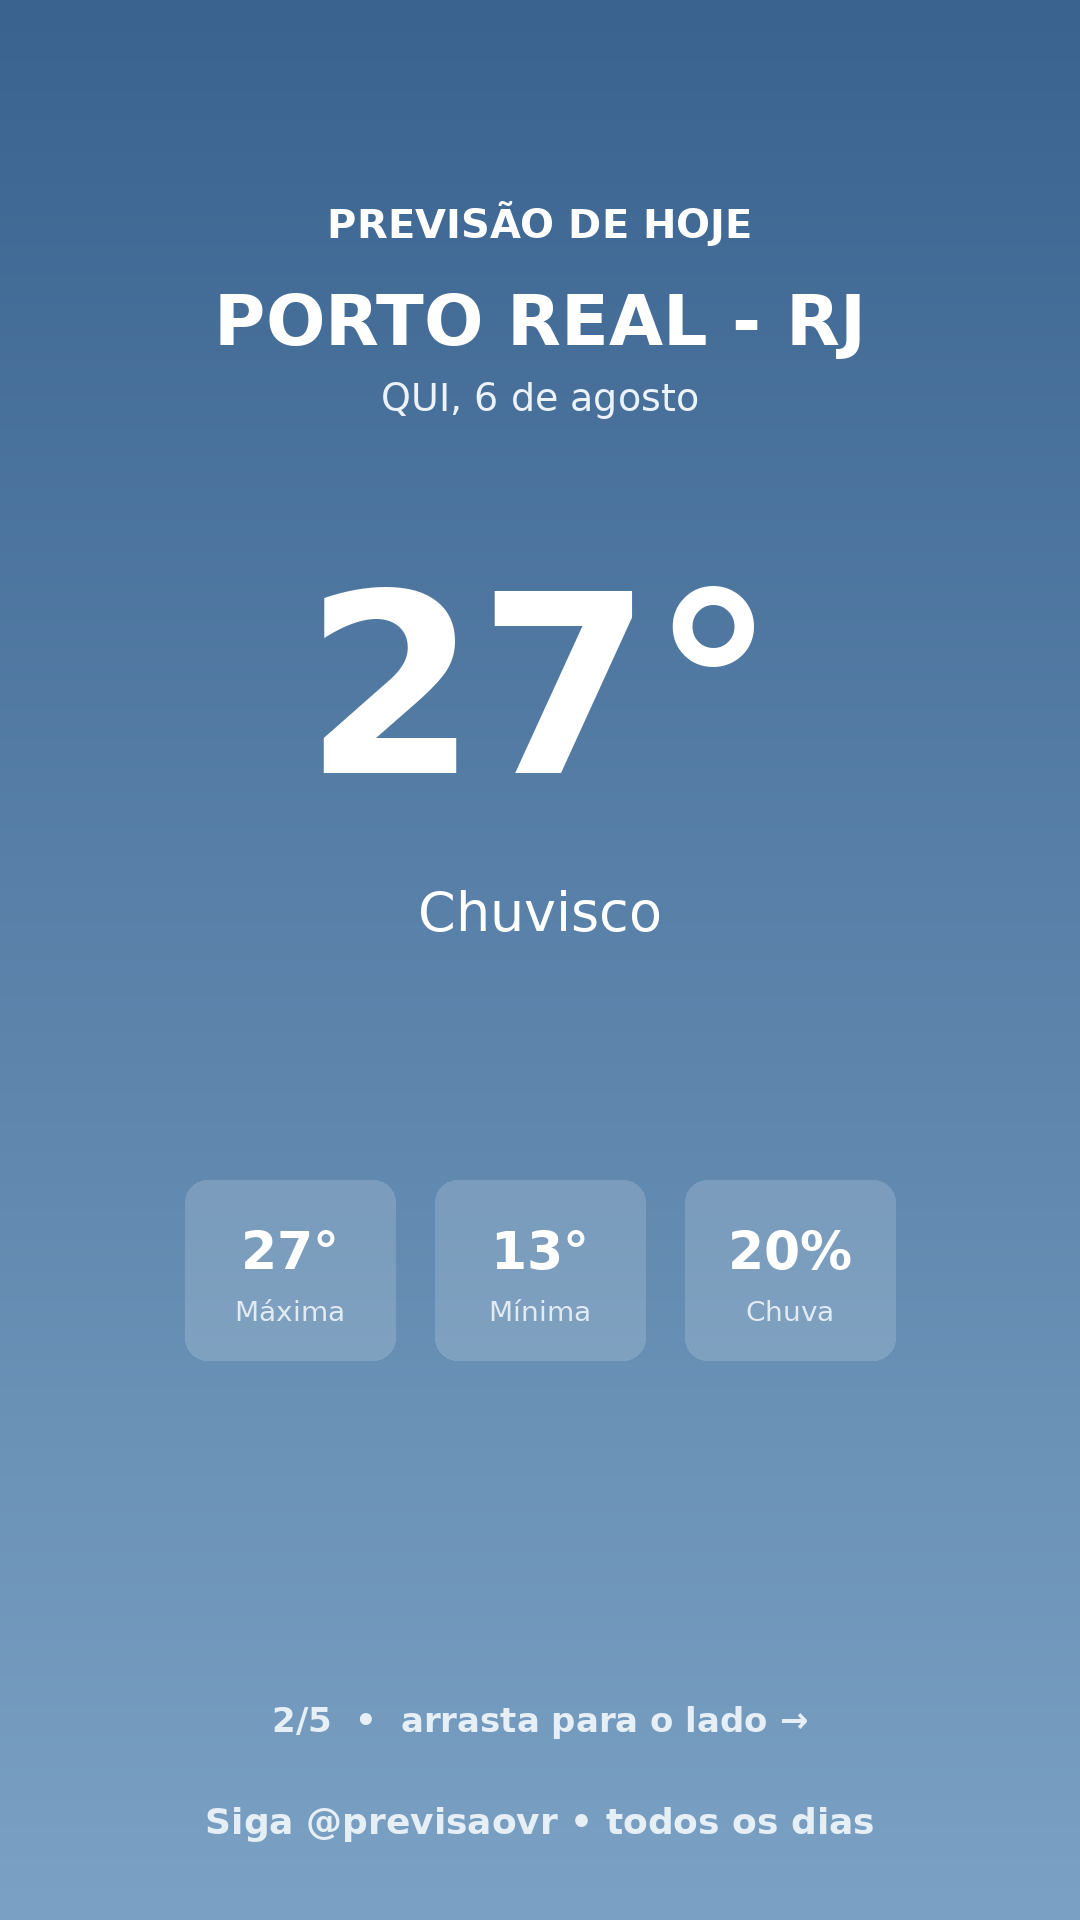 PREVISÃO DE HOJE
PORTO REAL - RJ
QUI, 6 de agosto
27°
Chuvisco
27° 13° 20%
Máxima Mínima Chuva
2/5 • arrasta para o lado →
Siga @previsaovr • todos os dias